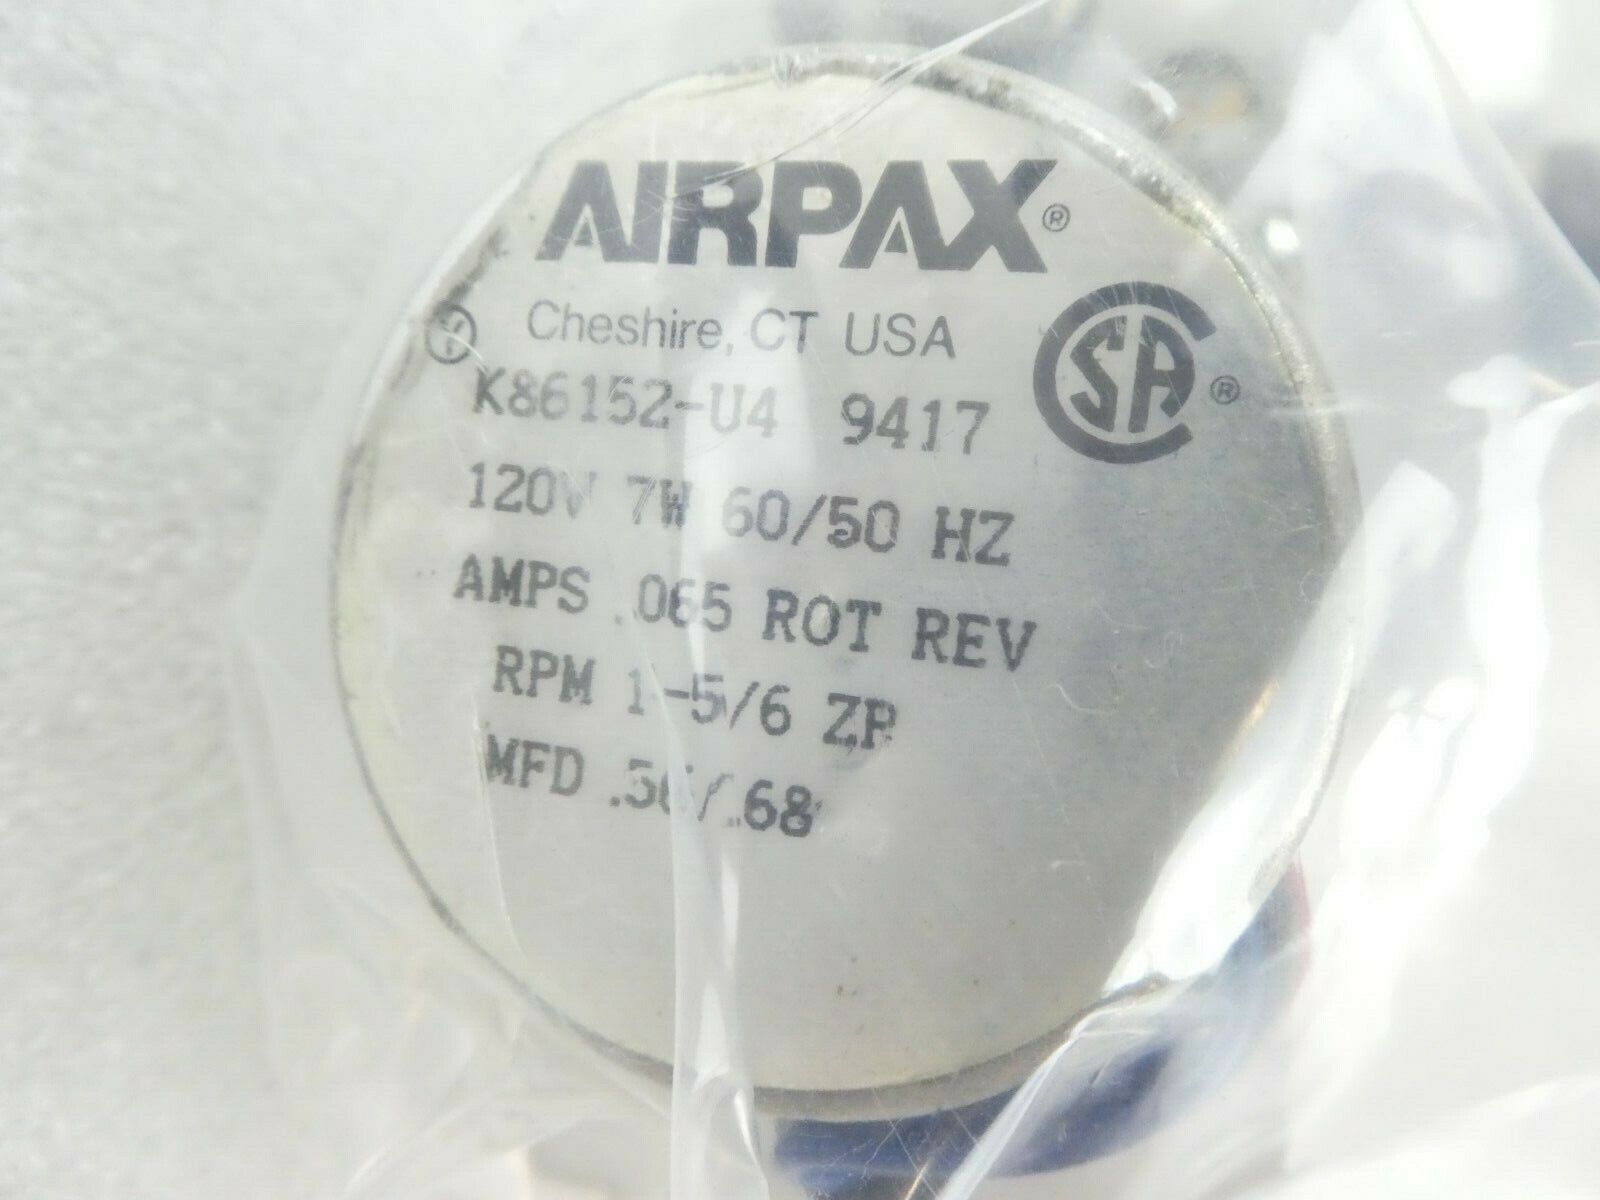 AIRPAX®
Cheshire, CT USA
SA ®
K86152-U4 9417
120V 7W 60/50 HZ
AMPS .065 ROT REV
RPM 1-5/6 ZP
MFD .56/.68